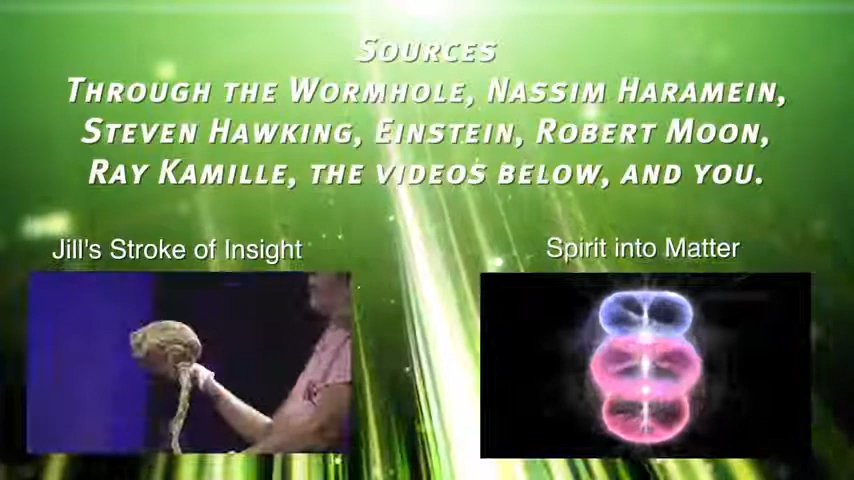 Sources
Through the Wormhole, Nassim Haramein,
Steven Hawking, Einstein, Robert Moon,
Ray Kamille, the videos below, and you.
Jill's Stroke of Insight
Spirit into Matter